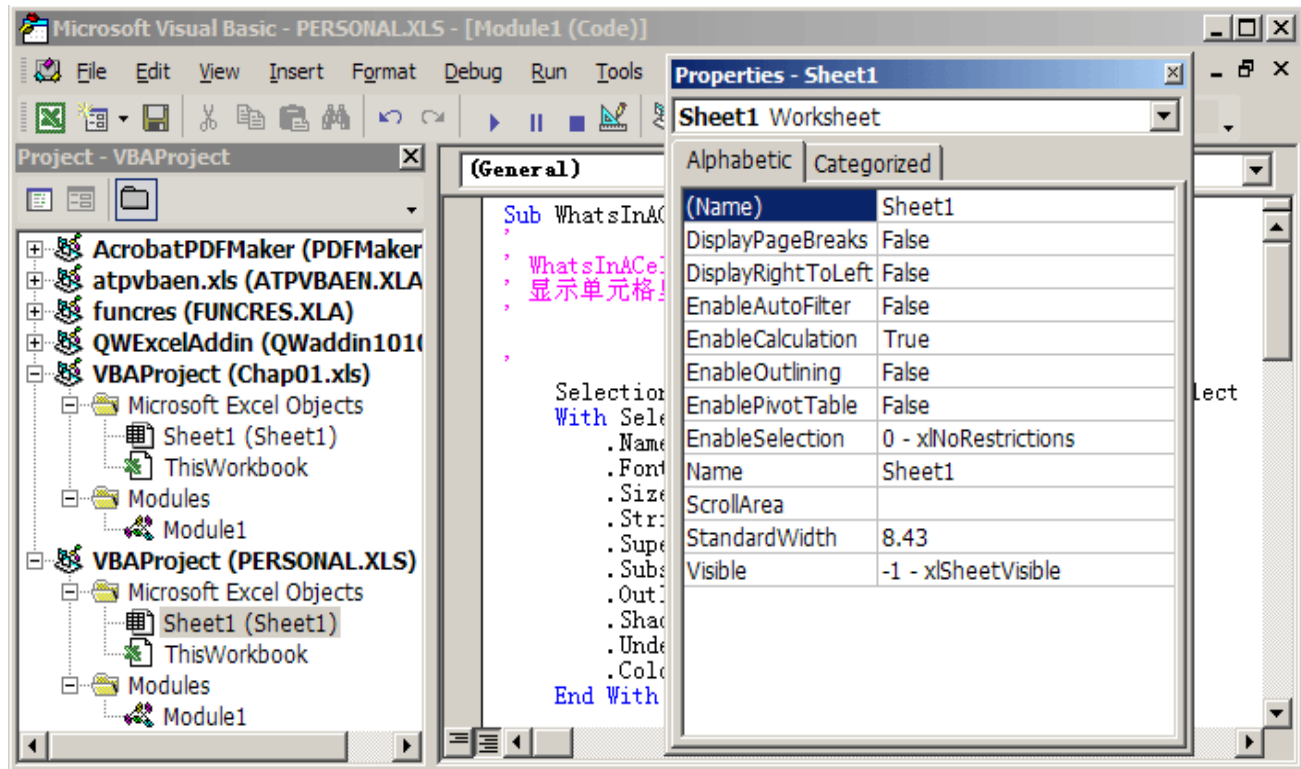 Microsoft Visual Basic - PERSONAL.XLS - [Module1 (Code)]
File Edit View Insert Format Debug Run Tools
Project - VBAProject
AcrobatPDFMaker (PDFMaker
atpvbaen.xls (ATPVBAEN.XLA
funcres (FUNCRES.XLA)
QWExcelAddin (QWaddin101
VBAProject (Chap01.xls)
Microsoft Excel Objects
Sheet1 (Sheet1)
ThisWorkbook
Modules
Module1
VBAProject (PERSONAL.XLS)
Microsoft Excel Objects
Sheet1 (Sheet1)
ThisWorkbook
Modules
Module1
(General)
Sub WhatsInAC
'
' WhatsInACel
' 显示单元格
'
'
Selection lect
With Sele
.Name
.Font
.Size
.Stri
.Supe
.Subs
.Outl
.Shad
.Unde
.Colo
End With
Properties - Sheet1
Sheet1 Worksheet
Alphabetic Categorized
(Name) Sheet1
DisplayPageBreaks False
DisplayRightToLeft False
EnableAutoFilter False
EnableCalculation True
EnableOutlining False
EnablePivotTable False
EnableSelection 0 - xlNoRestrictions
Name Sheet1
ScrollArea
StandardWidth 8.43
Visible -1 - xlSheetVisible